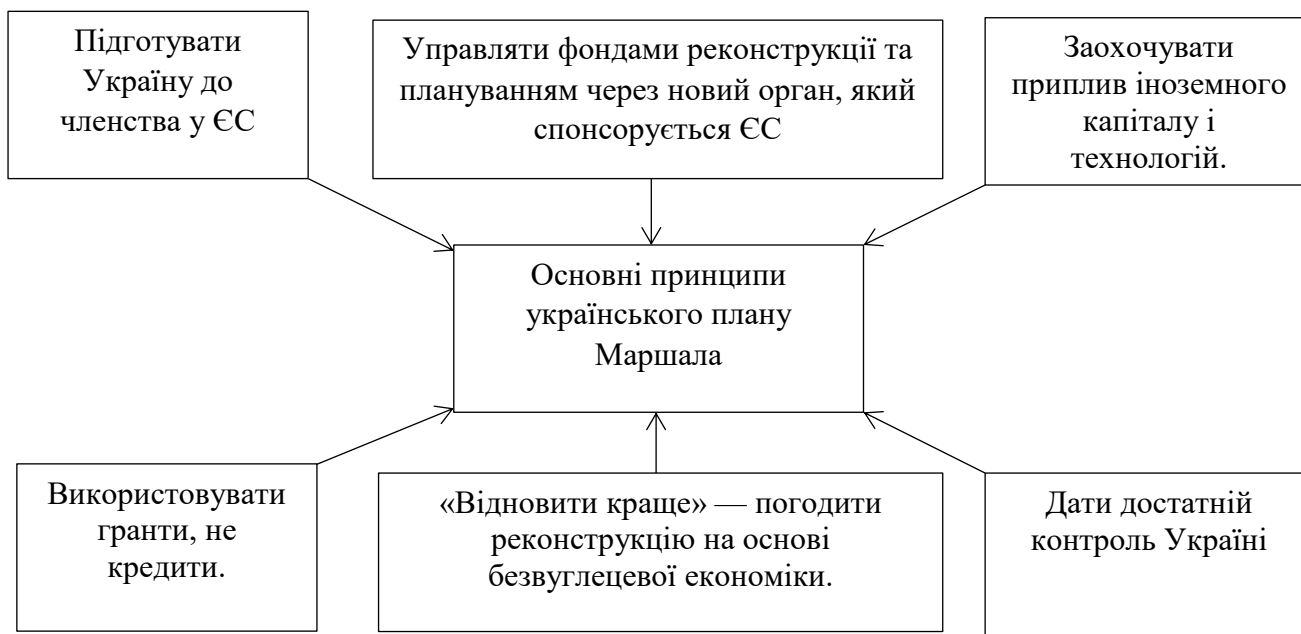 Підготувати
Україну до
членства у ЄС
Управляти фондами реконструкції та
плануванням через новий орган, який
спонсорується ЄС
Заохочувати
приплив іноземного
капіталу і
технологій.
Основні принципи
українського плану
Маршала
Використовувати
гранти, не
кредити.
«Відновити краще» — погодити
реконструкцію на основі
безвуглецевої економіки.
Дати достатній
контроль Україні